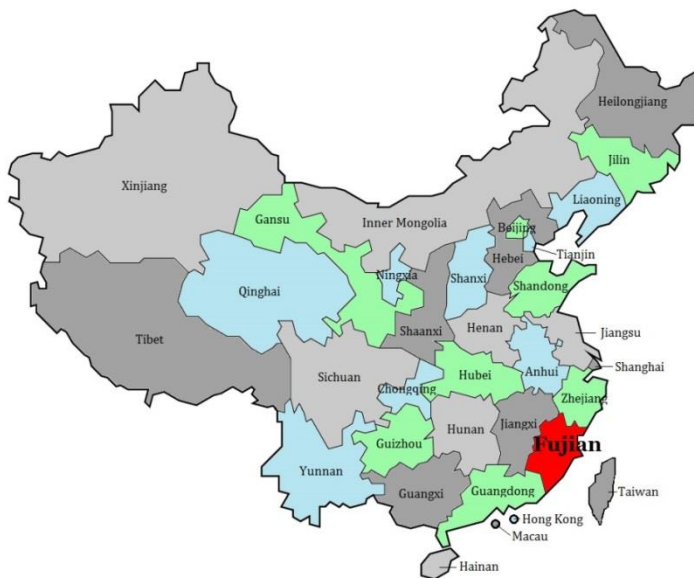 Heilongjiang
Jilin
Xinjiang
Liaoning
Gansu
Inner Mongolia
Beijing
Tianjin
Hebei
Ningxia
Shanxi
Qinghai
Shandong
Tibet
Shaanxi
Henan
Jiangsu
Sichuan
Shanghai
Hubei
Anhui
Chongqing
Zhejiang
Hunan
Jiangxi
Fujian
Guizhou
Yunnan
Guangxi
Guangdong
Taiwan
Hong Kong
Macau
Hainan